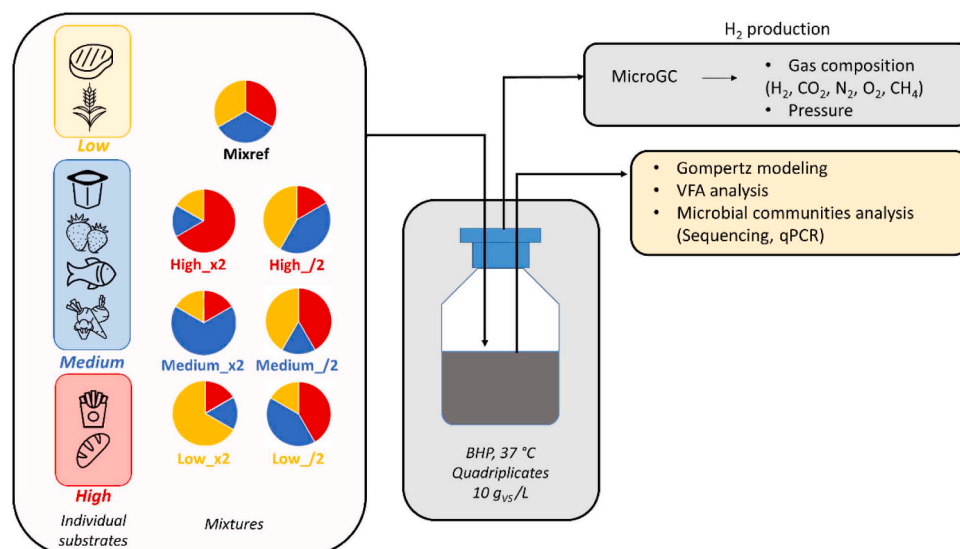 Low
Medium
High
Individual
substrates
Mixref
High_x2
High_/2
Medium_x2
Medium_/2
Low_x2
Low_/2
Mixtures
BHP, 37 °C
Quadriplicates
10 gVS/L
H2 production
MicroGC
• Gas composition
(H2, CO2, N2, O2, CH4)
• Pressure
• Gompertz modeling
• VFA analysis
• Microbial communities analysis
(Sequencing, qPCR)